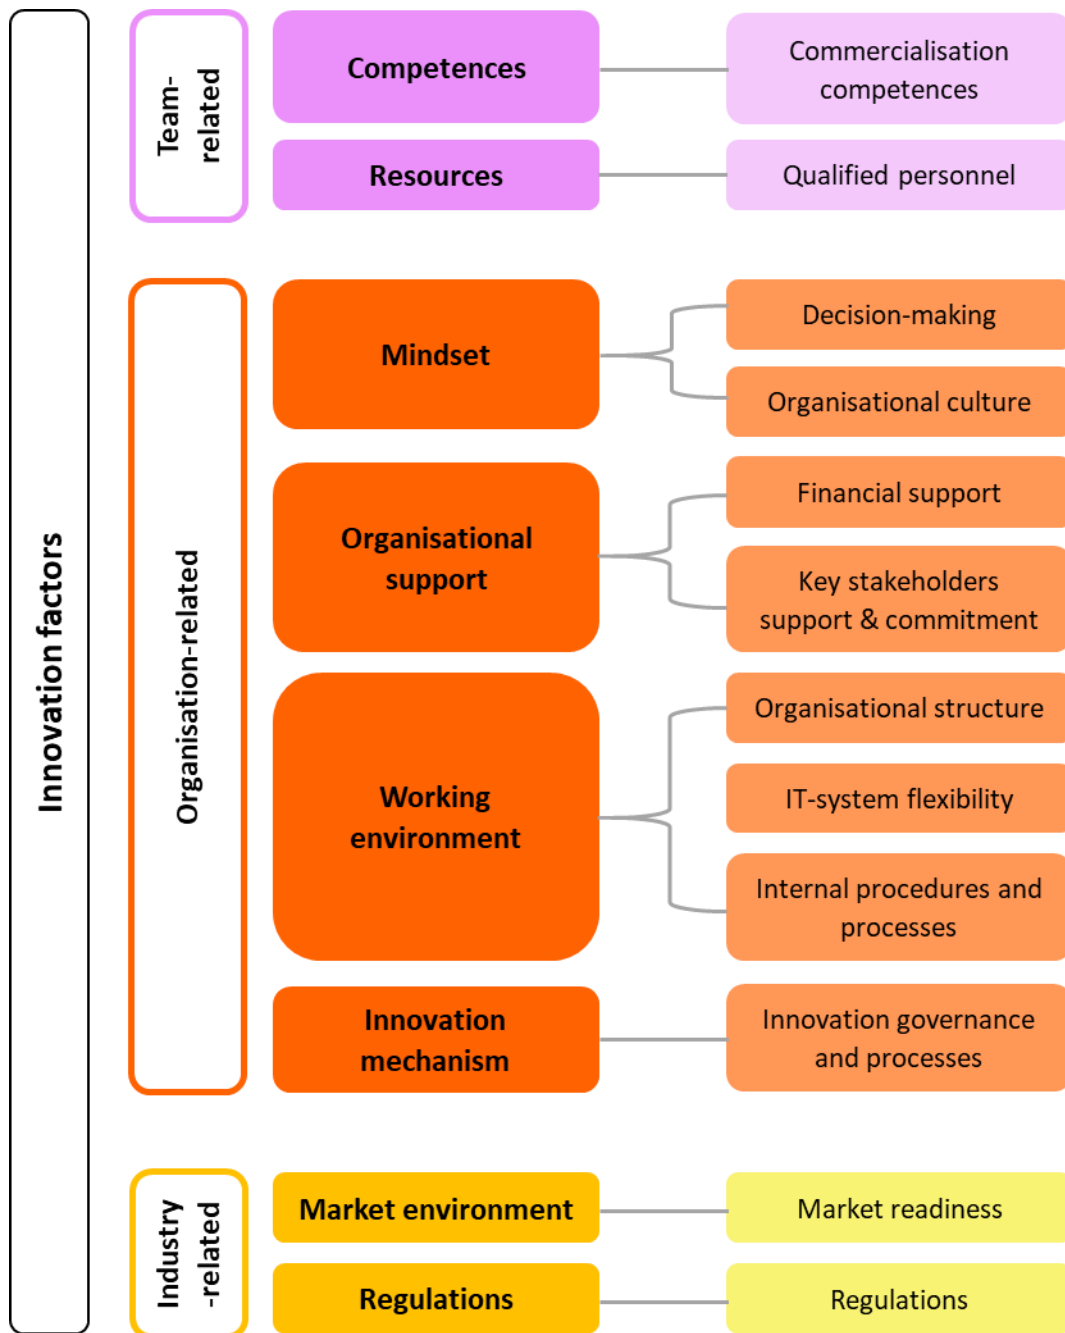 Innovation factors
Team-
related
Competences
Commercialisation
competences
Resources
Qualified personnel
Organisation-related
Mindset
Decision-making
Organisational culture
Organisational
support
Financial support
Key stakeholders
support & commitment
Working
environment
Organisational structure
IT-system flexibility
Internal procedures and
processes
Innovation
mechanism
Innovation governance
and processes
Industry
-related
Market environment
Market readiness
Regulations
Regulations